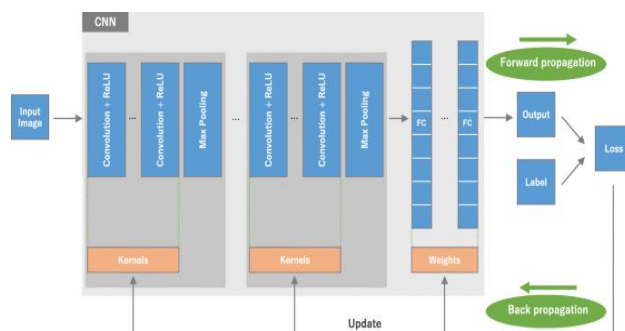 CNN
Forward propagation
Input
Image
Convolution + ReLU
...
Convolution + ReLU
Max Pooling
...
Convolution + ReLU
...
Convolution + ReLU
Max Pooling
FC
...
FC
Output
Label
Loss
Kernels
Kernels
Weights
Back propagation
Update